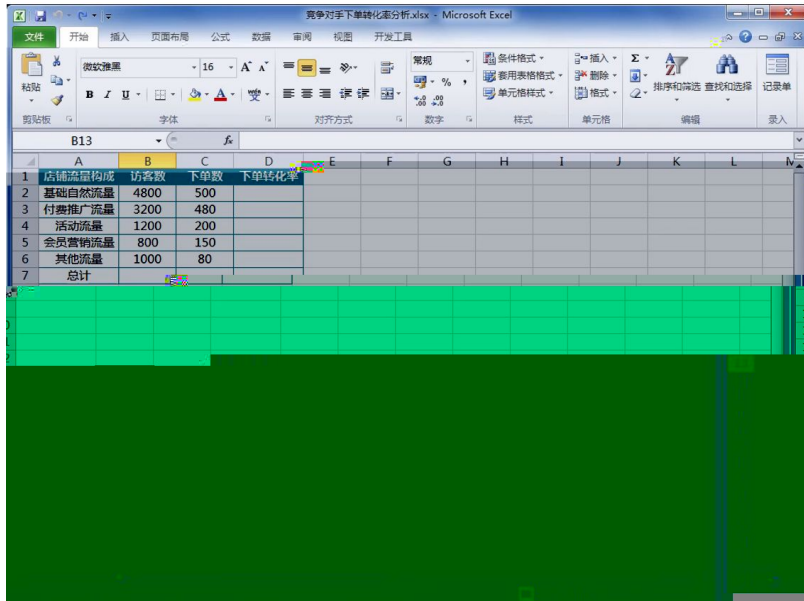 竞争对手下单转化率分析.xlsx - Microsoft Excel
文件 开始 插入 页面布局 公式 数据 审阅 视图 开发工具
微软雅黑 16 常规 条件格式 插入
粘贴 套用表格格式 删除 排序和筛选 查找和选择 记录单
B I U A 单元格样式 格式
剪贴板 字体 对齐方式 数字 样式 单元格 编辑 录入
B13 fx
A B C D E F G H I J K L
1 店铺流量构成 访客数 下单数 下单转化率
2 基础自然流量 4800 500
3 付费推广流量 3200 480
4 活动流量 1200 200
5 会员营销流量 800 150
6 其他流量 1000 80
7 总计